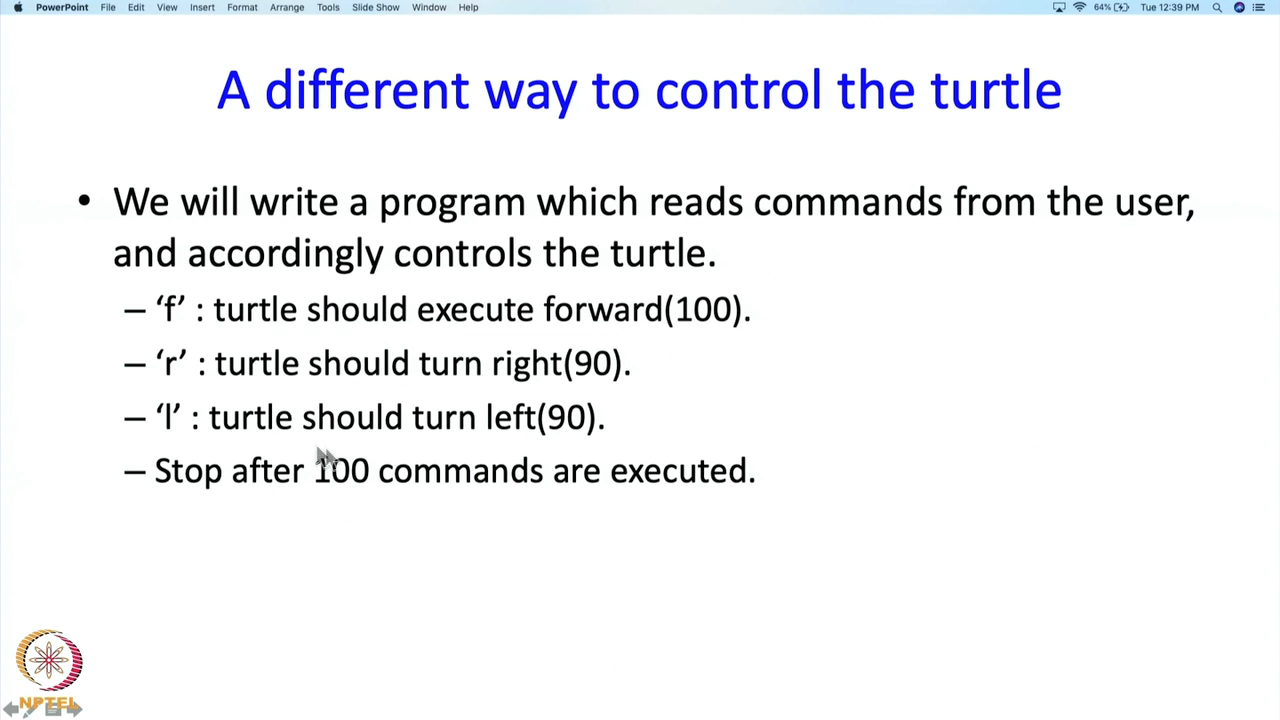 PowerPoint File Edit View Insert Format Arrange Tools Slide Show Window Help 64% Tue 12:39 PM
A different way to control the turtle
• We will write a program which reads commands from the user,
and accordingly controls the turtle.
– ‘f’ : turtle should execute forward(100).
– ‘r’ : turtle should turn right(90).
– ‘l’ : turtle should turn left(90).
– Stop after 100 commands are executed.
NPTEL